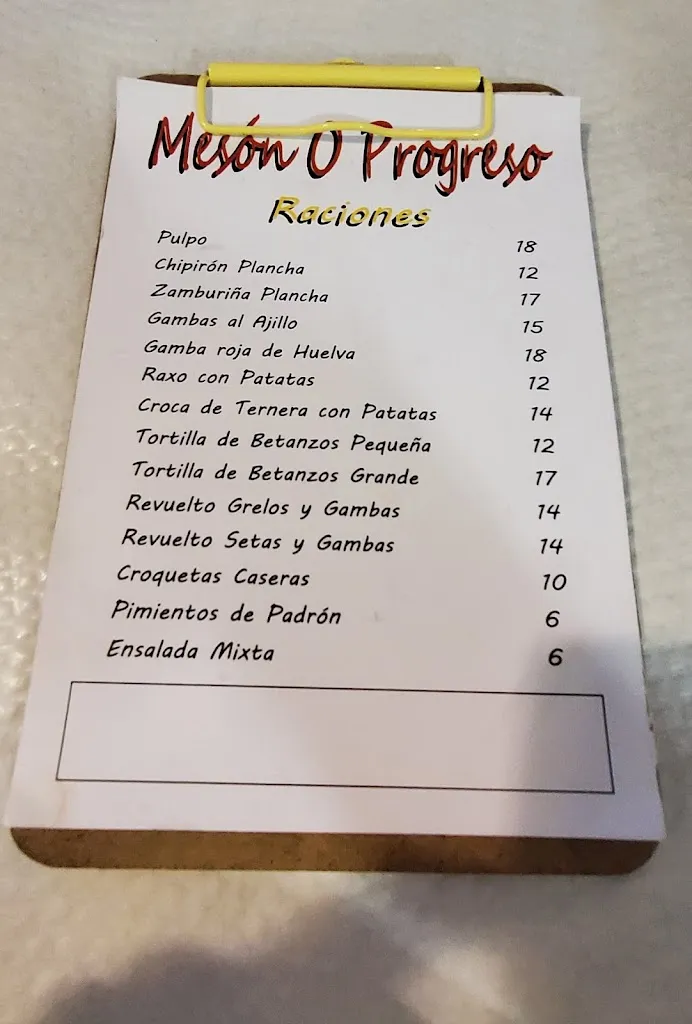 Mesón O Progreso
Raciones
Pulpo 18
Chipirón Plancha 12
Zamburiña Plancha 17
Gambas al Ajillo 15
Gamba roja de Huelva 18
Raxo con Patatas 12
Croca de Ternera con Patatas 14
Tortilla de Betanzos Pequeña 12
Tortilla de Betanzos Grande 17
Revuelto Grelos y Gambas 14
Revuelto Setas y Gambas 14
Croquetas Caseras 10
Pimientos de Padrón 6
Ensalada Mixta 6